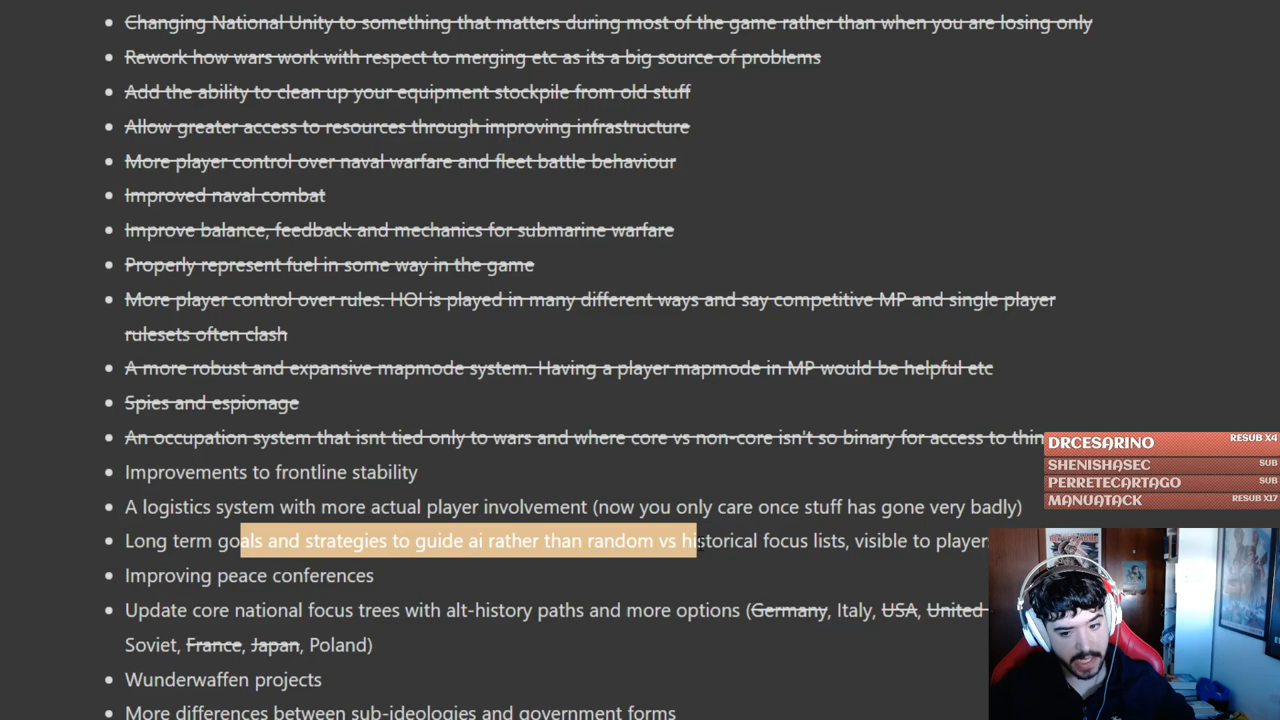 Changing National Unity to something that matters during most of the game rather than when you are losing only
Rework how wars work with respect to merging etc as its a big source of problems
Add the ability to clean up your equipment stockpile from old stuff
Allow greater access to resources through improving infrastructure
More player control over naval warfare and fleet battle behaviour
Improved naval combat
Improve balance, feedback and mechanics for submarine warfare
Properly represent fuel in some way in the game
More player control over rules. HOI is played in many different ways and say competitive MP and single player
rulesets often clash
A more robust and expansive mapmode system. Having a player mapmode in MP would be helpful etc
Spies and espionage
An occupation system that isnt tied only to wars and where core vs non-core isn't so binary for access to thin
Improvements to frontline stability
A logistics system with more actual player involvement (now you only care once stuff has gone very badly)
Long term goals and strategies to guide ai rather than random vs historical focus lists, visible to players
Improving peace conferences
Update core national focus trees with alt-history paths and more options (Germany, Italy, USA, United
Soviet, France, Japan, Poland)
Wunderwaffen projects
More differences between sub-ideologies and government forms
DRCESARINO RESUB X4
SHENISHASEC SUB
PERRETECARTAGO SUB
MANUATACK RESUB X17